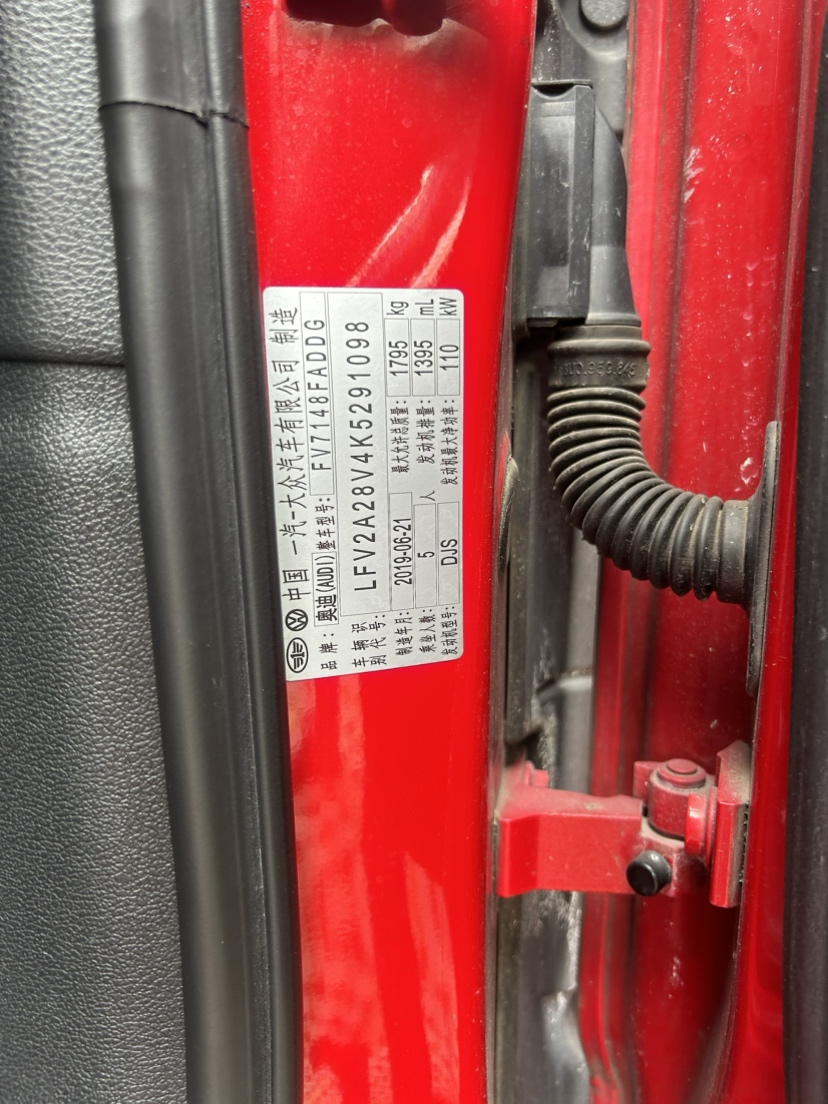 中国 一汽-大众汽车有限公司 制造
品牌：奥迪(AUDI) 整车型号：FV7148FADDG
车辆识别代号：LFV2A28V4K5291098
制造年月：2019-06-21 最大允许总质量：1795 kg
乘坐人数：5 人 发动机排量：1395 mL
发动机型号：DJS 发动机最大净功率：110 kW